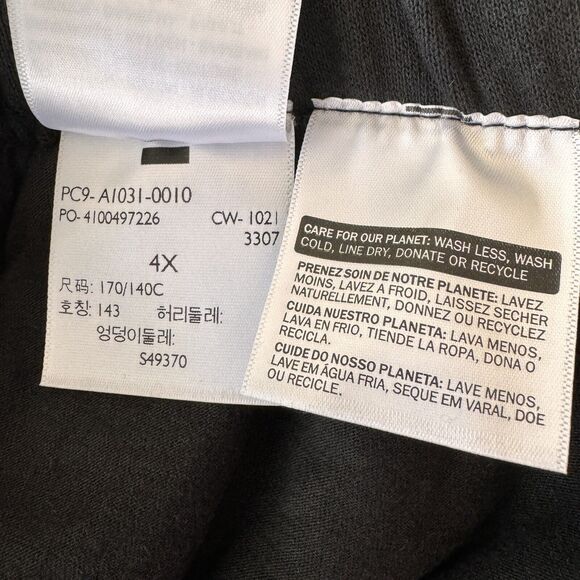 PC9- A1031-0010
PO- 4100497226 CW- 1021
3307
4X
尺码: 170/140C
호칭: 143 허리둘레:
엉덩이둘레:
S49370
CARE FOR OUR PLANET: WASH LESS, WASH
COLD, LINE DRY, DONATE OR RECYCLE
PRENEZ SOIN DE NOTRE PLANETE: LAVEZ
MOINS, LAVEZ A FROID, LAISSEZ SECHER
NATURELLEMENT, DONNEZ OU RECYCLEZ
CUIDA NUESTRO PLANETA: LAVA MENOS,
LAVA EN FRIO, TIENDE LA ROPA, DONA O
RECICLA.
CUIDE DO NOSSO PLANETA: LAVE MENOS,
LAVE EM ÁGUA FRIA, SEQUE EM VARAL, DOE
OU RECICLE.